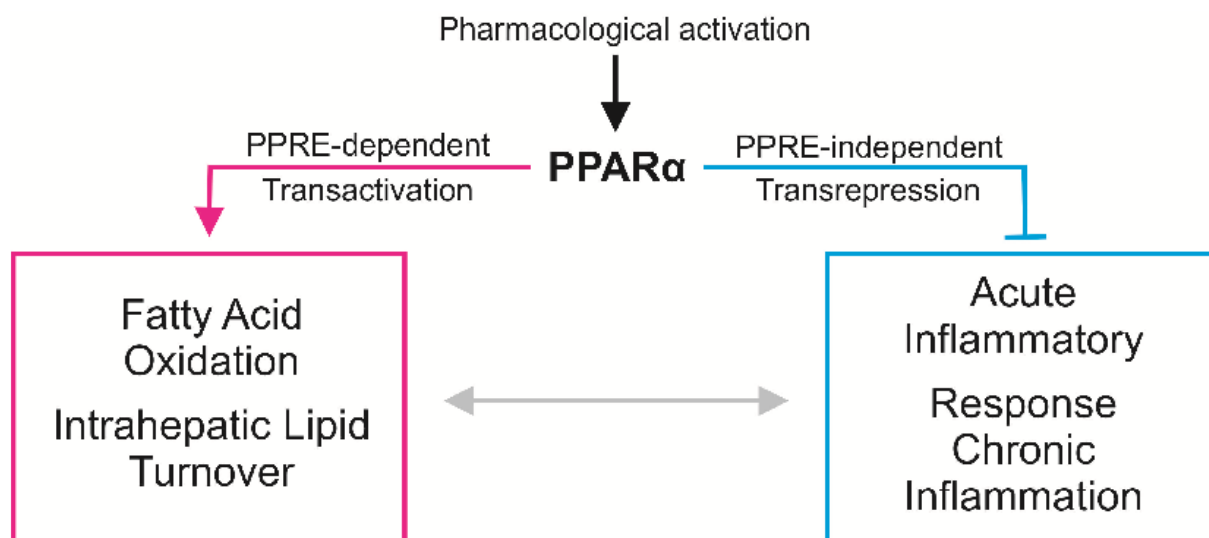 Pharmacological activation
PPRE-dependent
Transactivation
PPARα
PPRE-independent
Transrepression
Fatty Acid
Oxidation
Intrahepatic Lipid
Turnover
Acute
Inflammatory
Response
Chronic
Inflammation